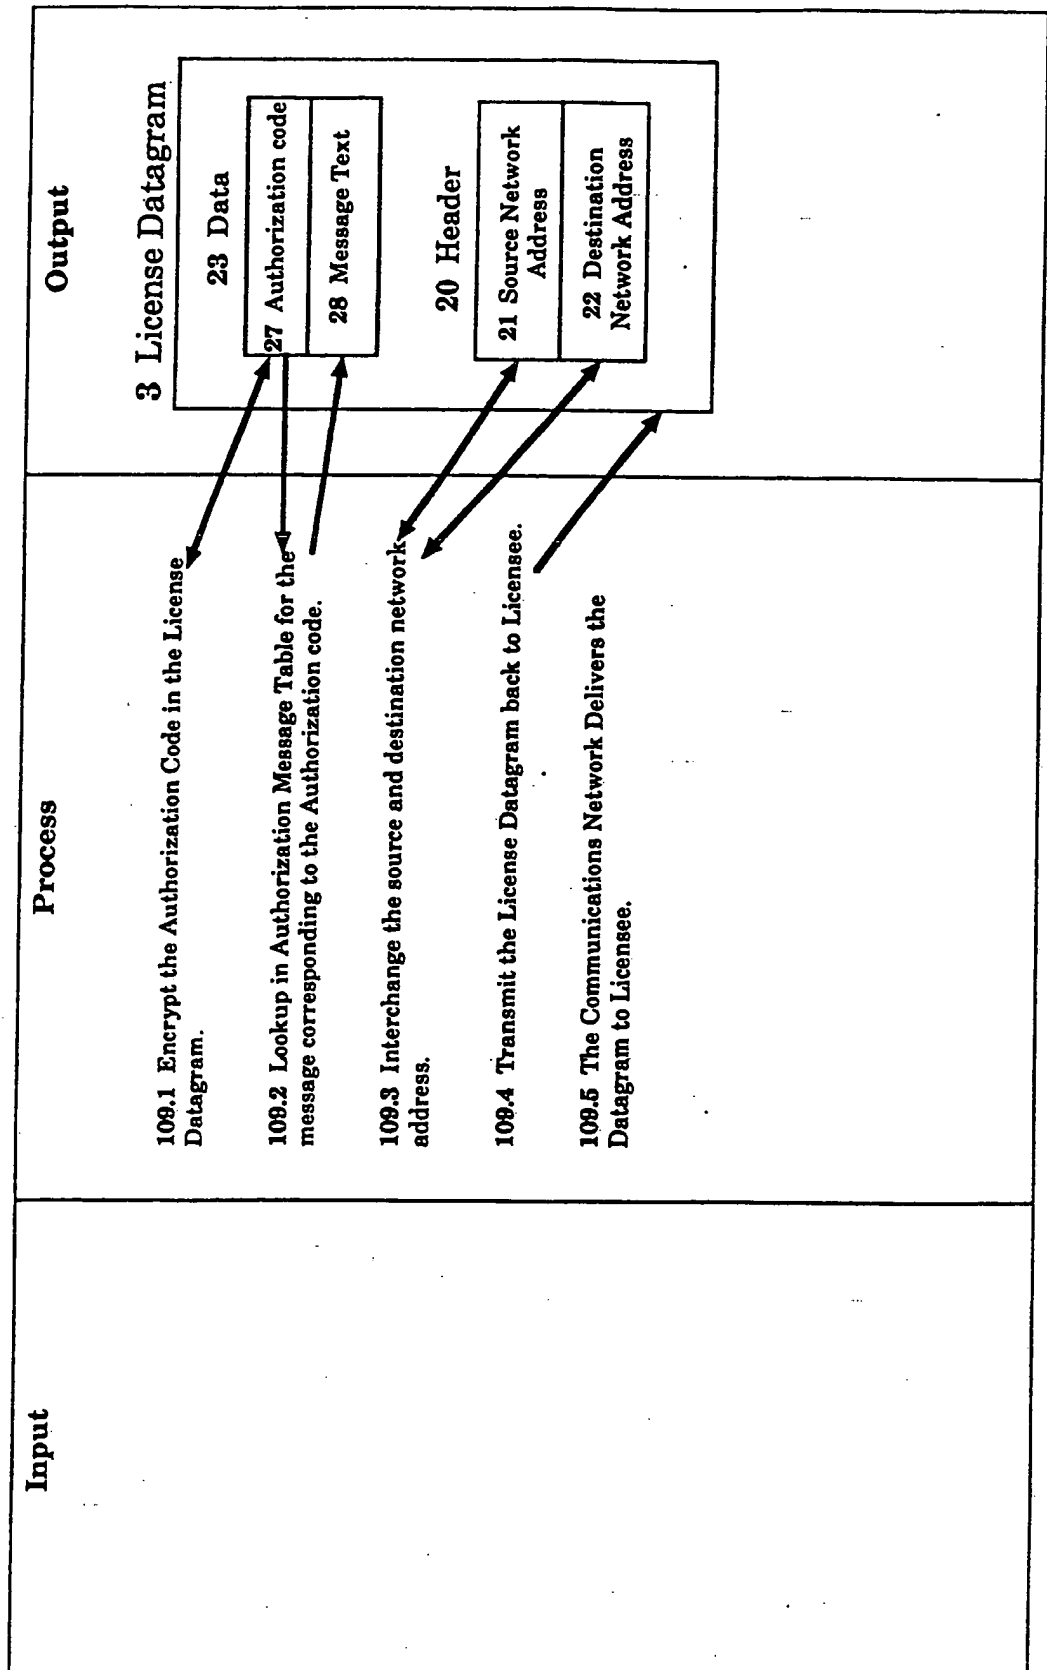 Input
Process
109.1 Encrypt the Authorization Code in the License
Datagram.
109.2 Lookup in Authorization Message Table for the
message corresponding to the Authorization code.
109.3 Interchange the source and destination network
address.
109.4 Transmit the License Datagram back to Licensee.
109.5 The Communications Network Delivers the
Datagram to Licensee.
Output
3 License Datagram
23 Data
27 Authorization code
28 Message Text
20 Header
21 Source Network
Address
22 Destination
Network Address